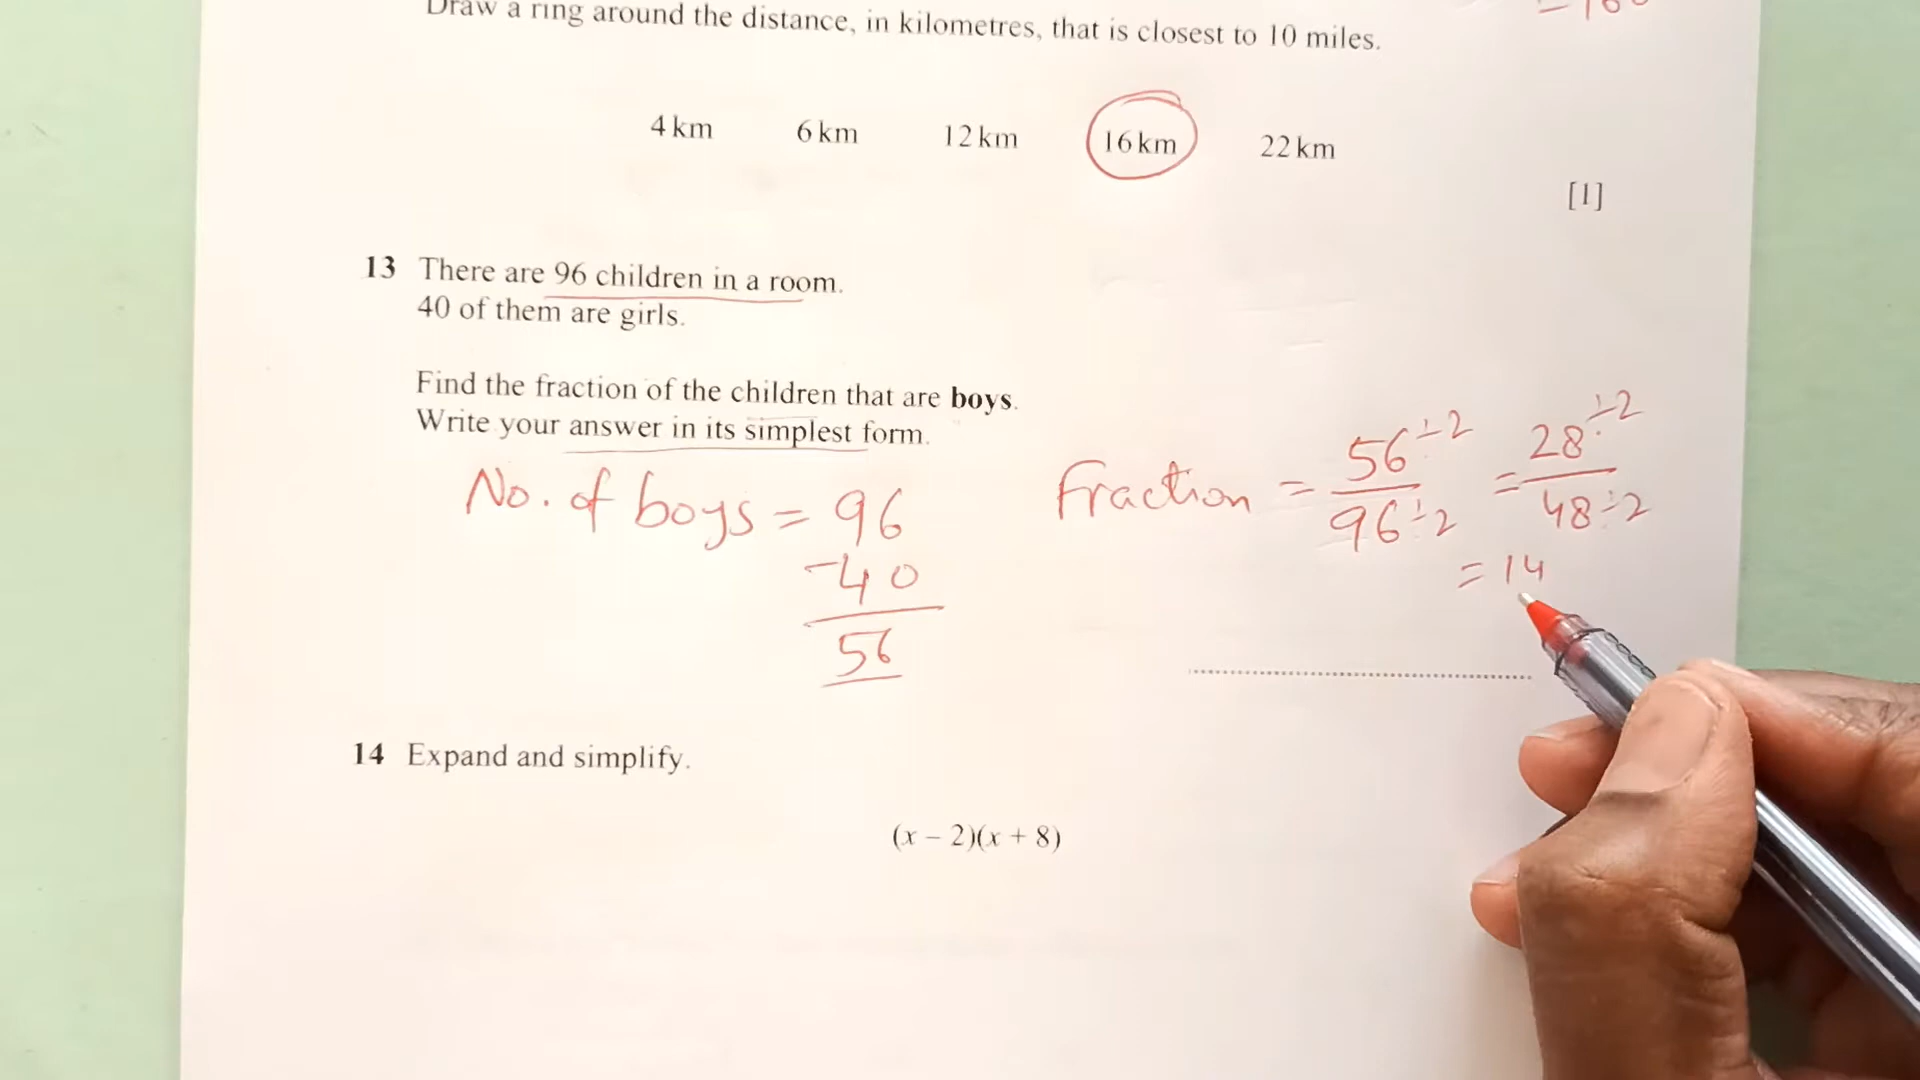 Draw a ring around the distance, in kilometres, that is closest to 10 miles.
4 km 6 km 12 km 16 km 22 km
[1]
13 There are 96 children in a room.
40 of them are girls.
Find the fraction of the children that are boys.
Write your answer in its simplest form.
No. of boys = 96
-40
56
Fraction = 56÷2 / 96÷2 = 28÷2 / 48÷2
= 14
14 Expand and simplify.
(x – 2)(x + 8)